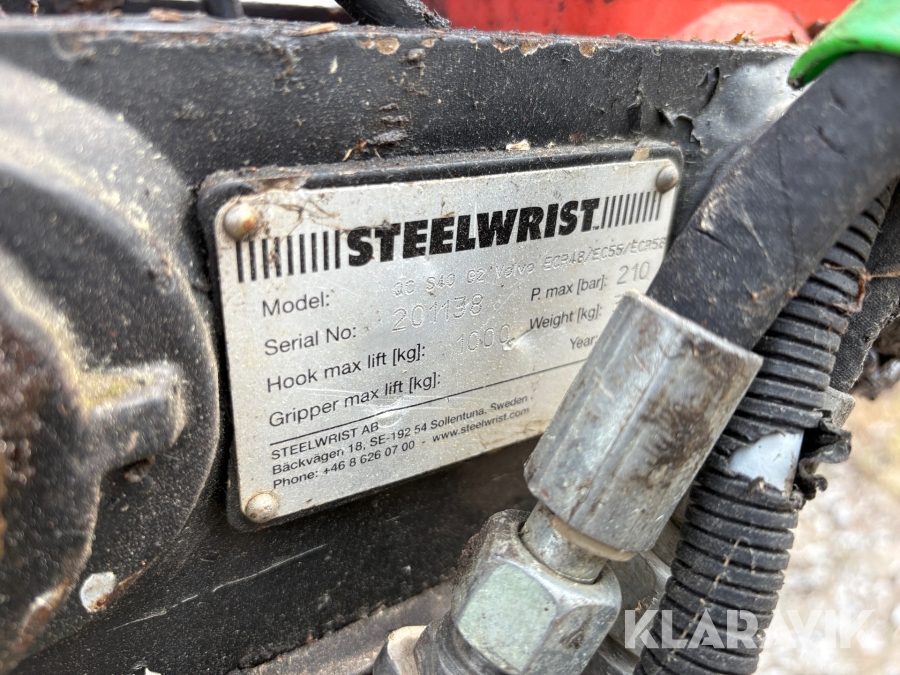 STEELWRIST™
Model: QC S40 G2 Volvo ECR48/EC55/ECR58
Serial No: 201138 P. max [bar]: 210
Hook max lift [kg]: 1000 Weight [kg]:
Gripper max lift [kg]: Year:
STEELWRIST AB
Bäckvägen 18, SE-192 54 Sollentuna, Sweden
Phone: +46 8 626 07 00 - www.steelwrist.com
KLARAVIK